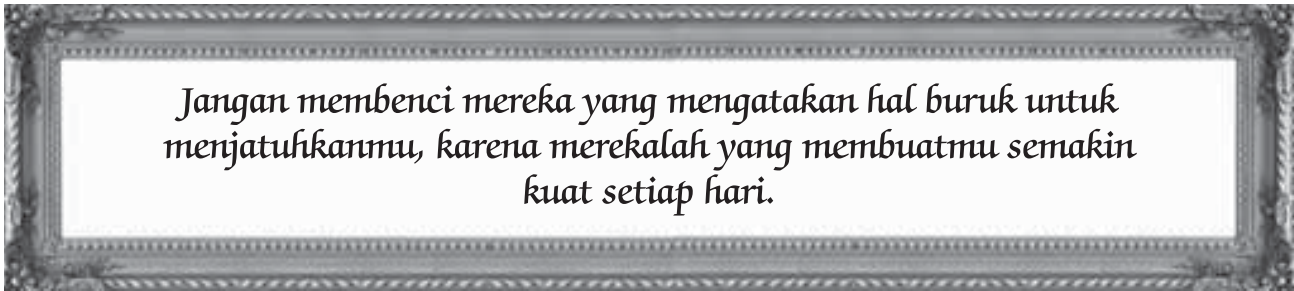 Jangan membenci mereka yang mengatakan hal buruk untuk
menjatuhkanmu, karena merekalah yang membuatmu semakin
kuat setiap hari.